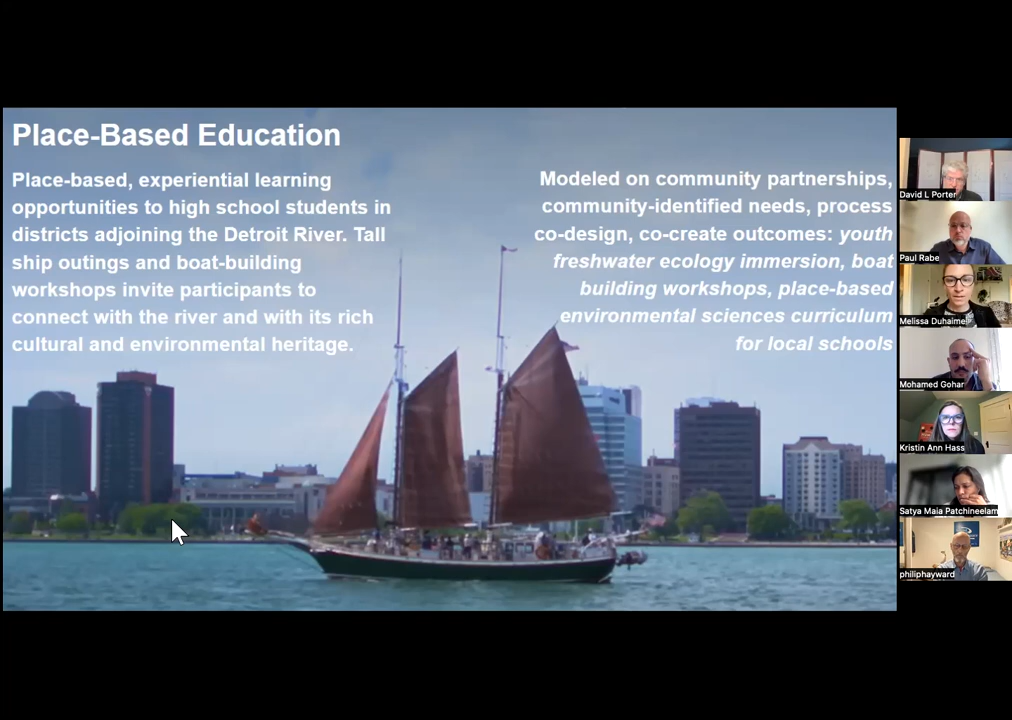 Place-Based Education
Place-based, experiential learning
opportunities to high school students in
districts adjoining the Detroit River. Tall
ship outings and boat-building
workshops invite participants to
connect with the river and with its rich
cultural and environmental heritage.
Modeled on community partnerships,
community-identified needs, process
co-design, co-create outcomes: youth
freshwater ecology immersion, boat
building workshops, place-based
environmental sciences curriculum
for local schools
David L Porter
Paul Rabe
Melissa Duhaime
Mohamed Gohar
Kristin Ann Hass
Satya Maia Patchineelam
philiphayward